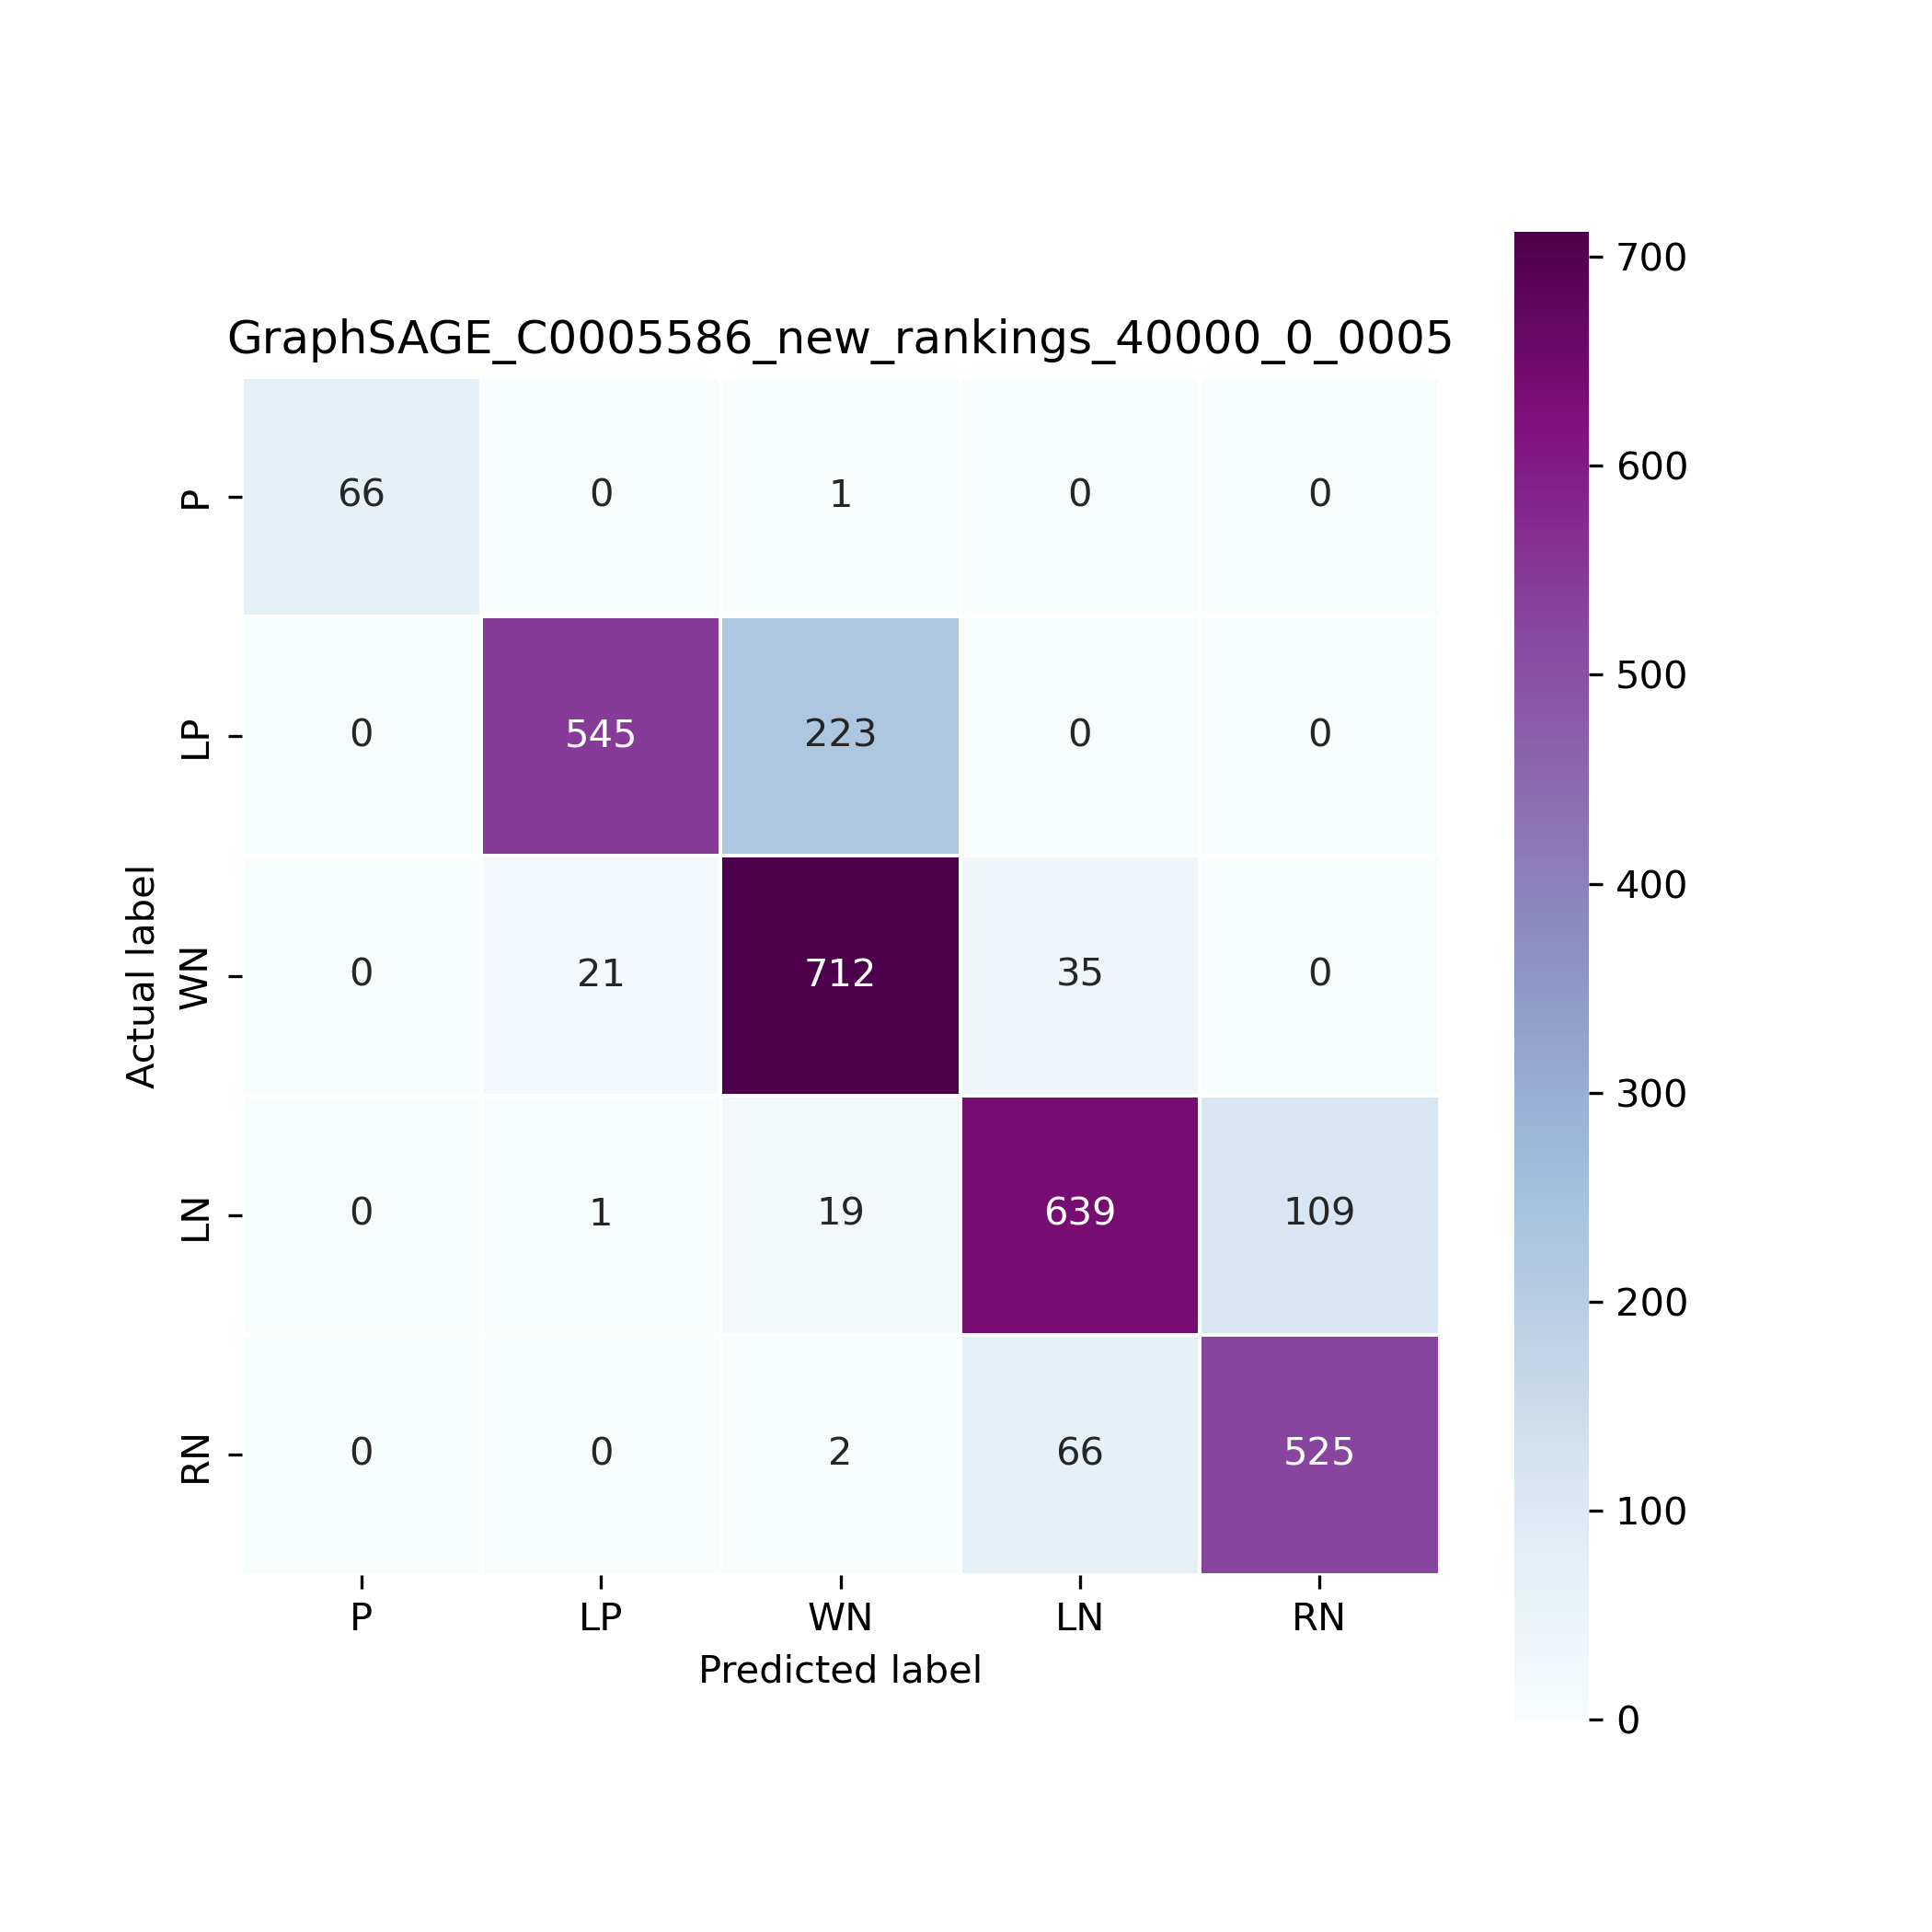 GraphSAGE_C0005586_new_rankings_40000_0_0005
Actual label
P 66 0 1 0 0
LP 0 545 223 0 0
WN 0 21 712 35 0
LN 0 1 19 639 109
RN 0 0 2 66 525
P LP WN LN RN
Predicted label
700
600
500
400
300
200
100
0